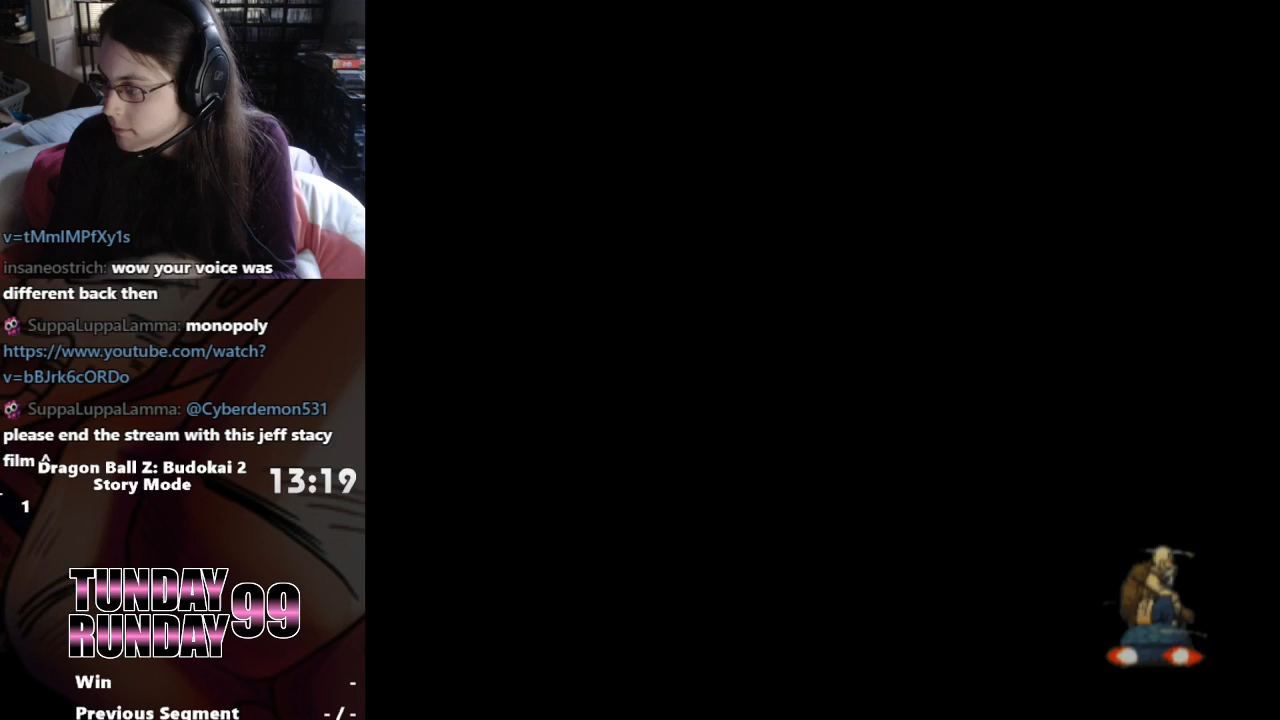 v=tMmIMPfXy1s
insaneostrich: wow your voice was
different back then
SuppaLuppaLamma: monopoly
https://www.youtube.com/watch?
v=bBJrk6cORDo
SuppaLuppaLamma: @Cyberdemon531
please end the stream with this jeff stacy
film ^
Dragon Ball Z: Budokai 2
Story Mode
13:19
1
TUNDAY
RUNDAY
99
Win -
Previous Segment - / -